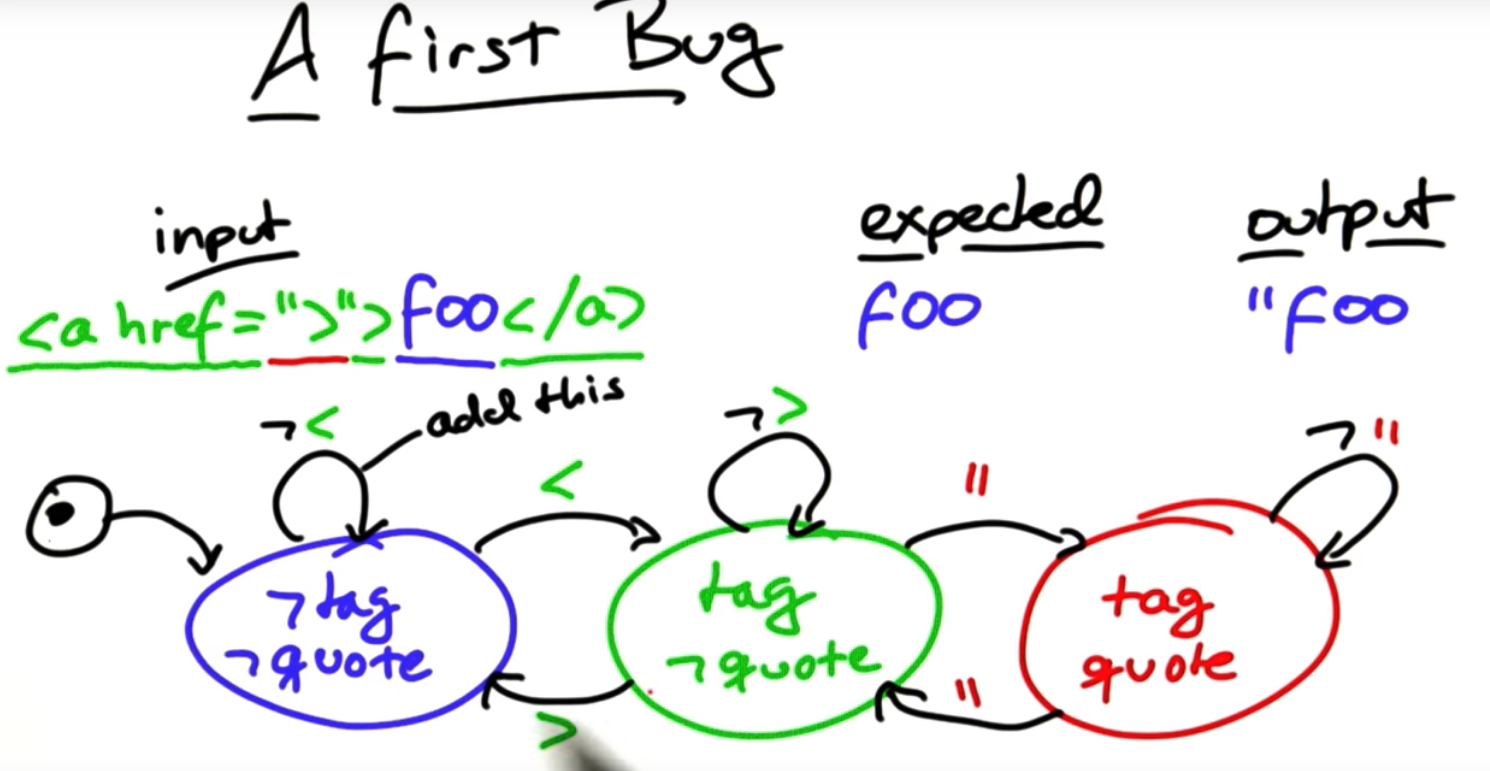 A first Bug
input
expected
output
<a href=">">foo</a>
foo
"foo
¬<
add this
<
¬>
"
¬"
¬tag
¬quote
tag
¬quote
tag
quote
>
"